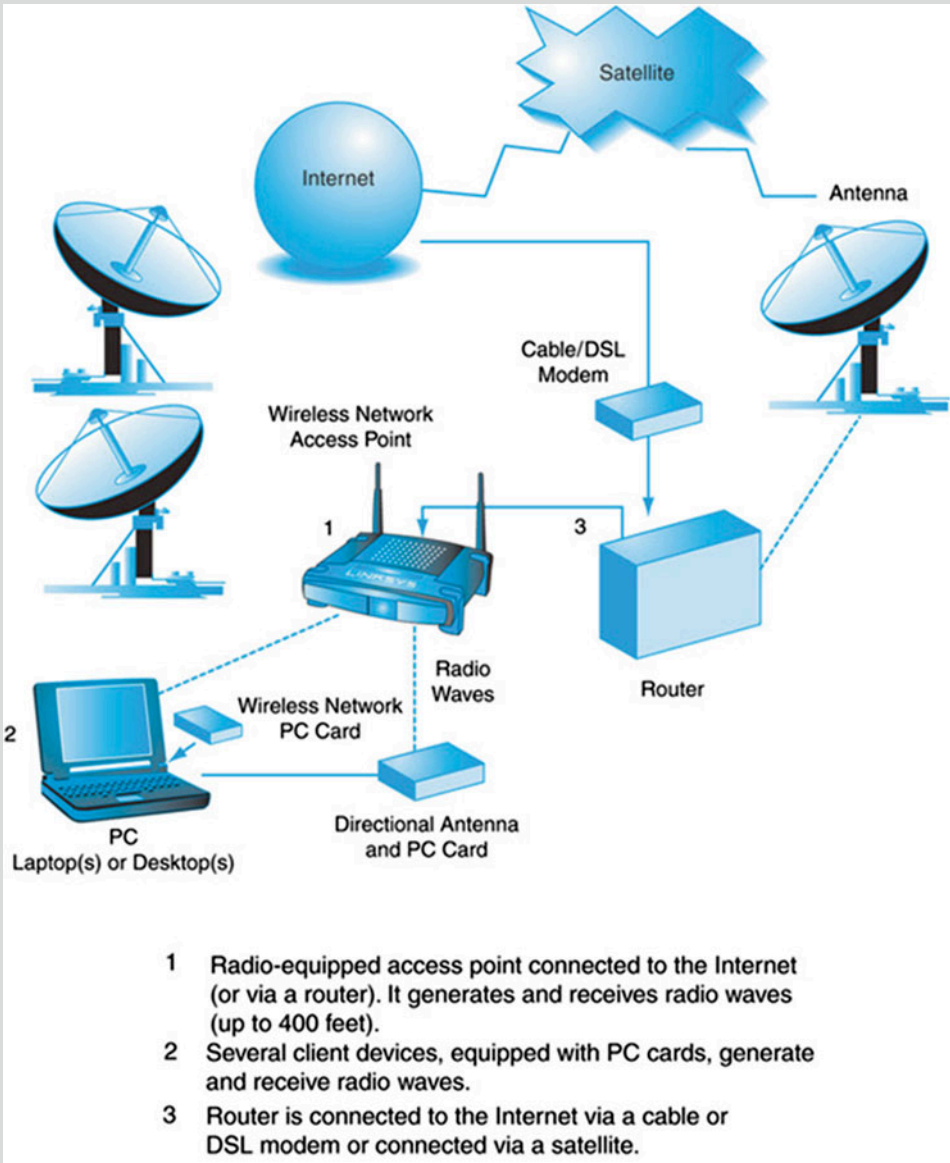 Satellite
Internet
Antenna
Cable/DSL
Modem
Wireless Network
Access Point
1
3
LINKSYS
Radio
Waves
Router
Wireless Network
PC Card
2
Directional Antenna
and PC Card
PC
Laptop(s) or Desktop(s)
1 Radio-equipped access point connected to the Internet
(or via a router). It generates and receives radio waves
(up to 400 feet).
2 Several client devices, equipped with PC cards, generate
and receive radio waves.
3 Router is connected to the Internet via a cable or
DSL modem or connected via a satellite.